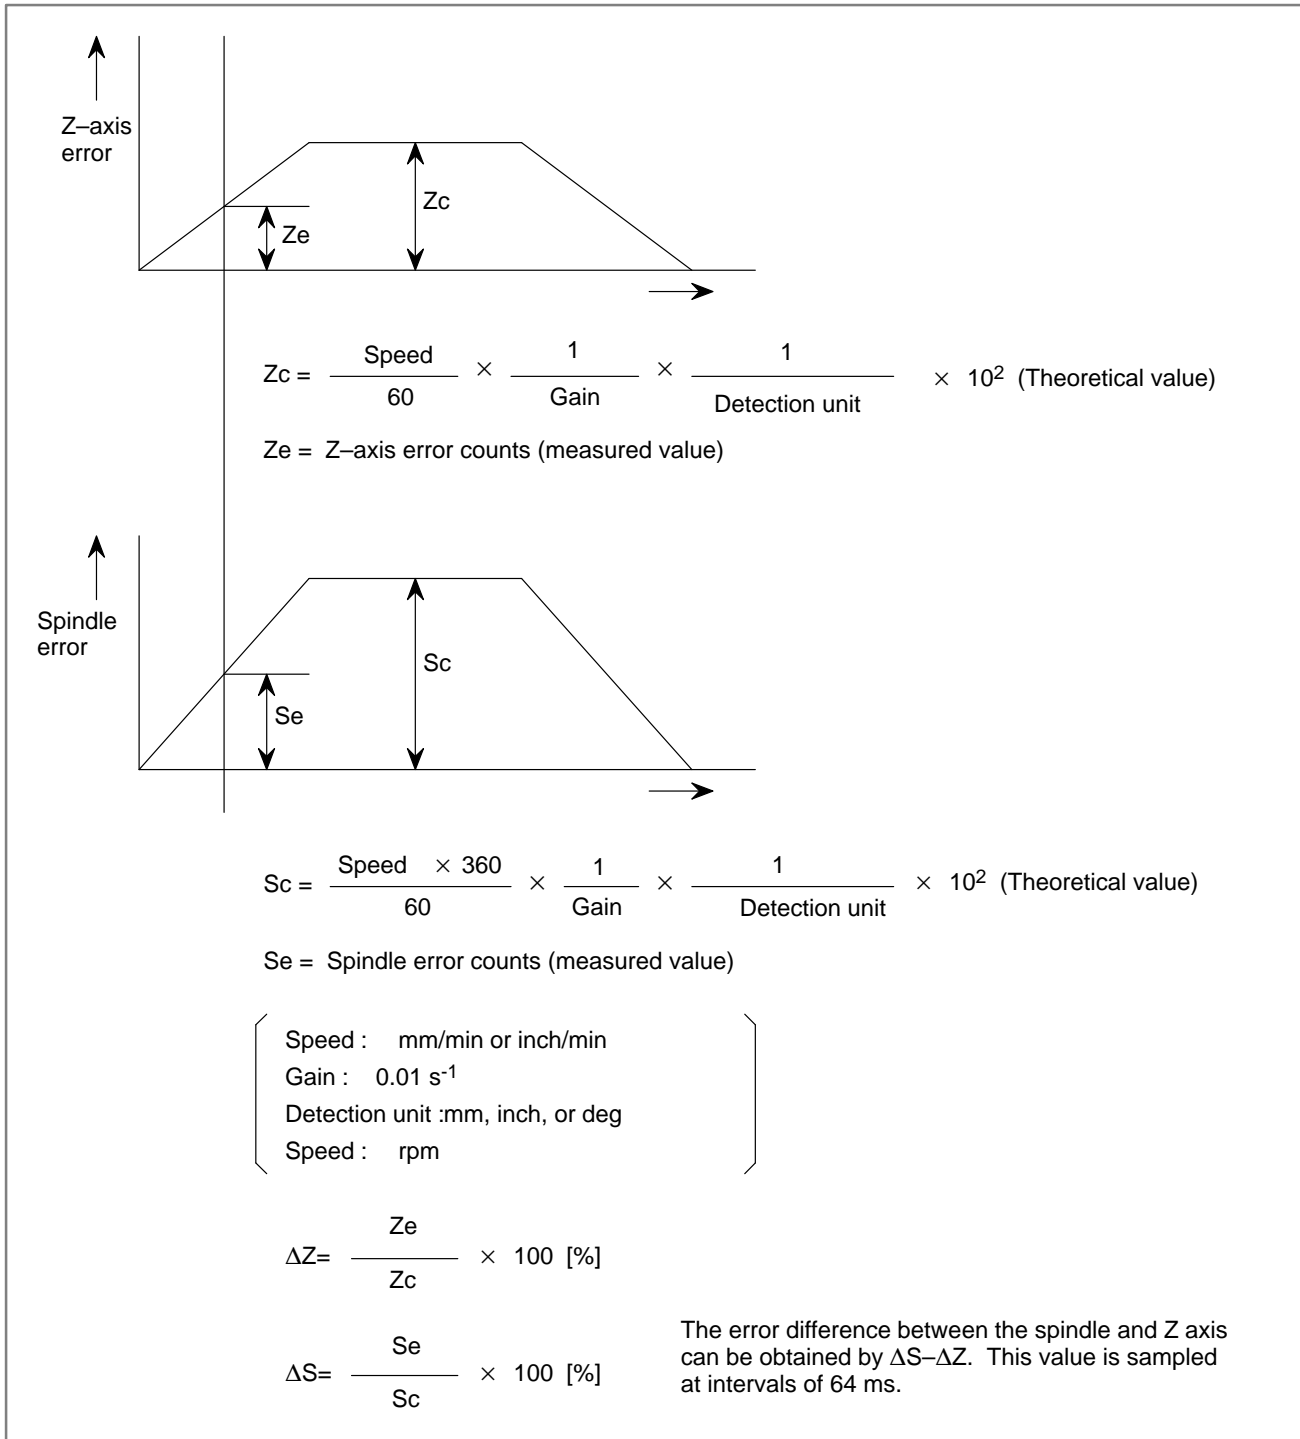 Z–axis
error
Zc
Ze
Zc = Speed / 60 × 1 / Gain × 1 / Detection unit × 10² (Theoretical value)
Ze = Z–axis error counts (measured value)
Spindle
error
Sc
Se
Sc = Speed × 360 / 60 × 1 / Gain × 1 / Detection unit × 10² (Theoretical value)
Se = Spindle error counts (measured value)
Speed : mm/min or inch/min
Gain : 0.01 s⁻¹
Detection unit :mm, inch, or deg
Speed : rpm
ΔZ= Ze / Zc × 100 [%]
ΔS= Se / Sc × 100 [%]
The error difference between the spindle and Z axis
can be obtained by ΔS–ΔZ. This value is sampled
at intervals of 64 ms.